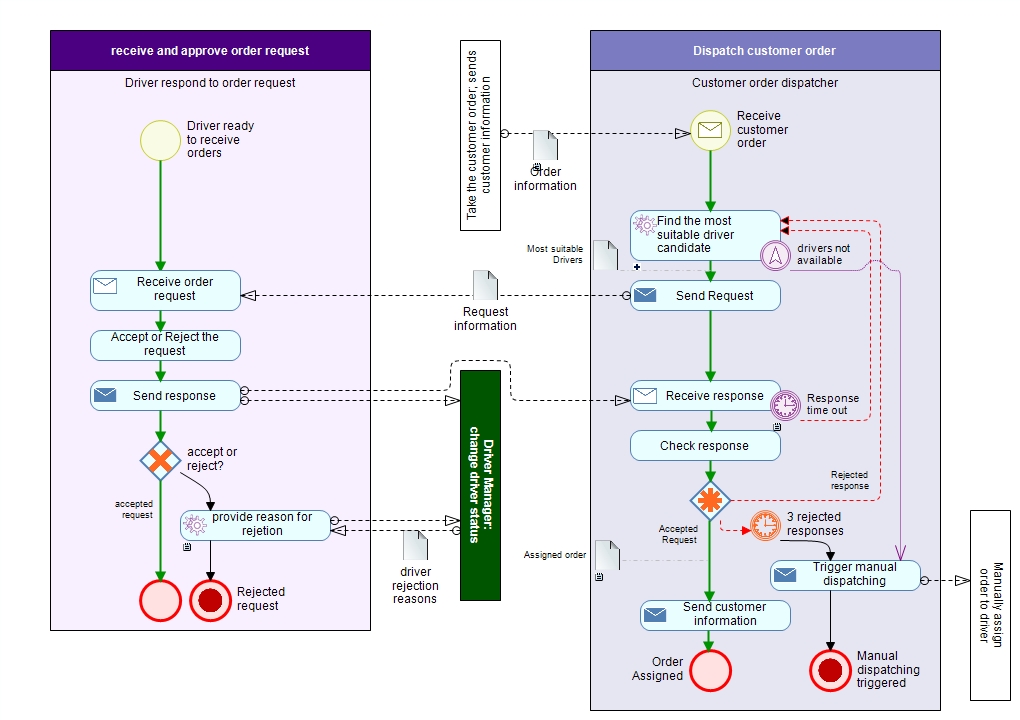 receive and approve order request
Driver respond to order request
Driver ready
to receive
orders
Receive order
request
Accept or Reject the
request
Send response
accept or
reject?
accepted
request
provide reason for
rejetion
Rejected
request
Take the customer order, sends
customer information
Order
information
Request
information
Driver Manager:
change driver status
driver
rejection
reasons
Dispatch customer order
Customer order dispatcher
Receive
customer
order
Find the most
suitable driver
candidate
Most suitable
Drivers
drivers not
available
Send Request
Receive response
Response
time out
Check response
Rejected
response
Accepted
Request
3 rejected
responses
Assigned order
Trigger manual
dispatching
Send customer
information
Order
Assigned
Manual
dispatching
triggered
Manually assign
order to driver